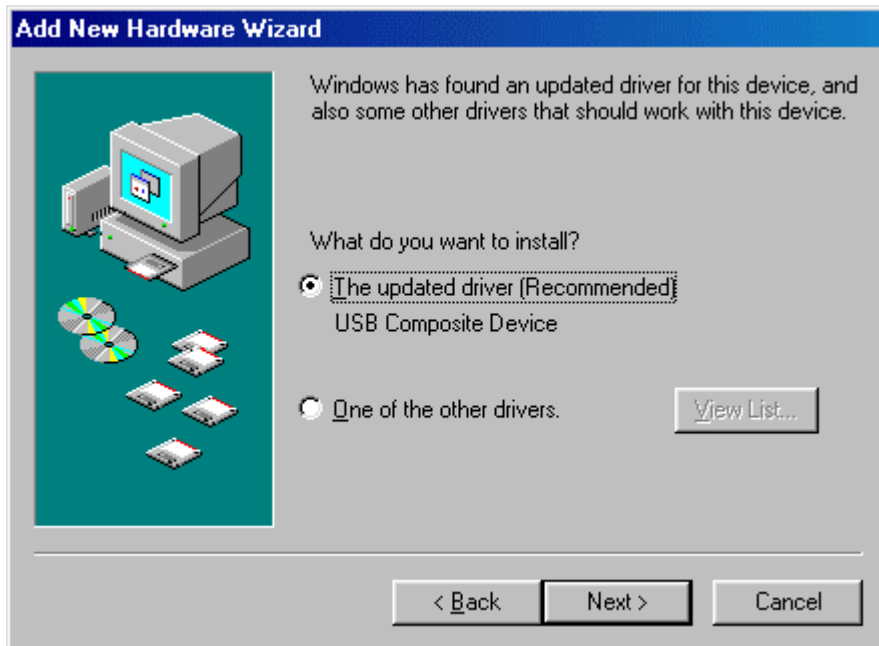 Add New Hardware Wizard
Windows has found an updated driver for this device, and
also some other drivers that should work with this device.
What do you want to install?
The updated driver (Recommended)
USB Composite Device
One of the other drivers.
View List...
< Back
Next >
Cancel